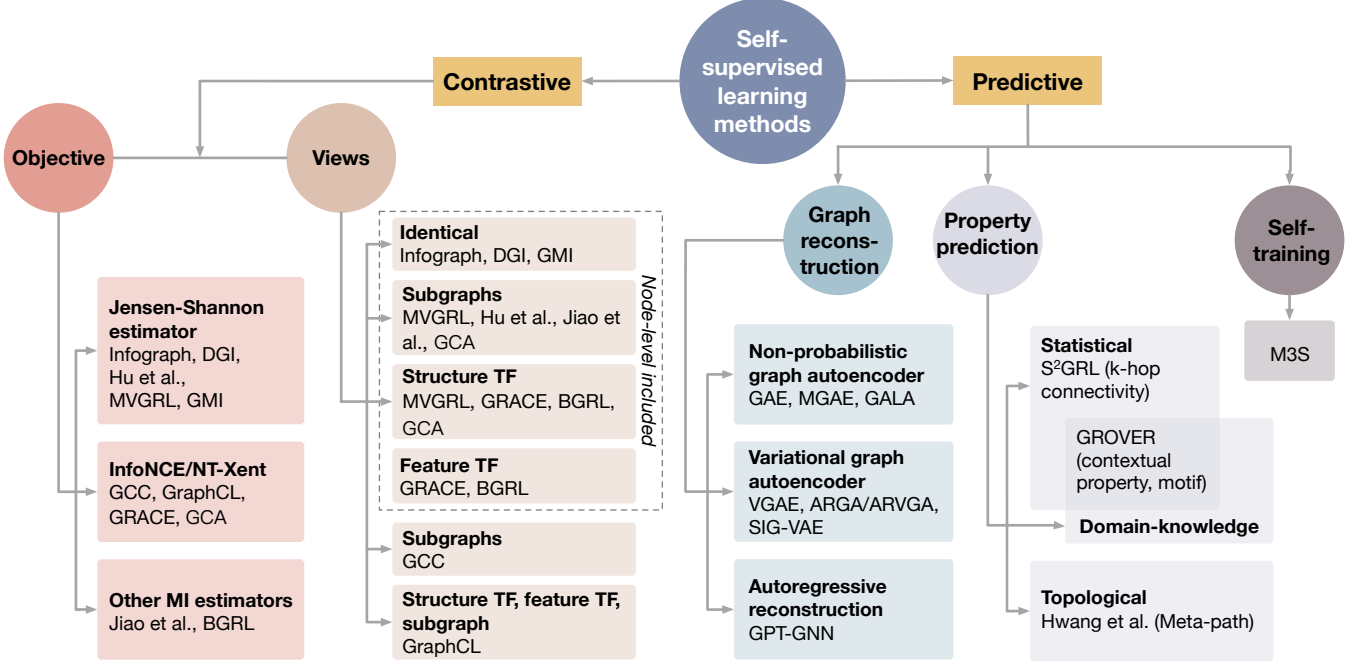 Self-
supervised
learning
methods
Contrastive
Predictive
Objective
Views
Graph
recons-
truction
Property
prediction
Self-
training
Jensen-Shannon
estimator
Infograph, DGI,
Hu et al.,
MVGRL, GMI
InfoNCE/NT-Xent
GCC, GraphCL,
GRACE, GCA
Other MI estimators
Jiao et al., BGRL
Identical
Infograph, DGI, GMI
Subgraphs
MVGRL, Hu et al., Jiao et
al., GCA
Structure TF
MVGRL, GRACE, BGRL,
GCA
Feature TF
GRACE, BGRL
Node-level included
Subgraphs
GCC
Structure TF, feature TF,
subgraph
GraphCL
Non-probabilistic
graph autoencoder
GAE, MGAE, GALA
Variational graph
autoencoder
VGAE, ARGA/ARVGA,
SIG-VAE
Autoregressive
reconstruction
GPT-GNN
Statistical
S²GRL (k-hop
connectivity)
GROVER
(contextual
property, motif)
Domain-knowledge
Topological
Hwang et al. (Meta-path)
M3S